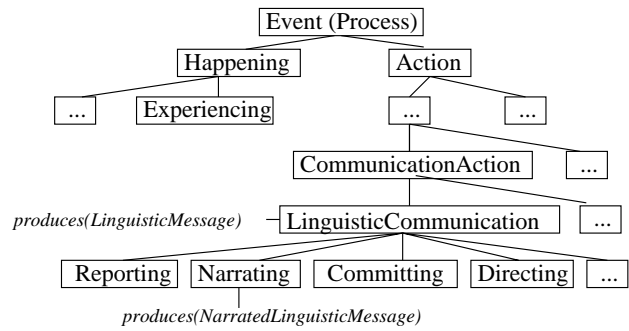 Event (Process)
Happening Action
... Experiencing ... ...
CommunicationAction ...
produces(LinguisticMessage) LinguisticCommunication ...
Reporting Narrating Committing Directing ...
produces(NarratedLinguisticMessage)